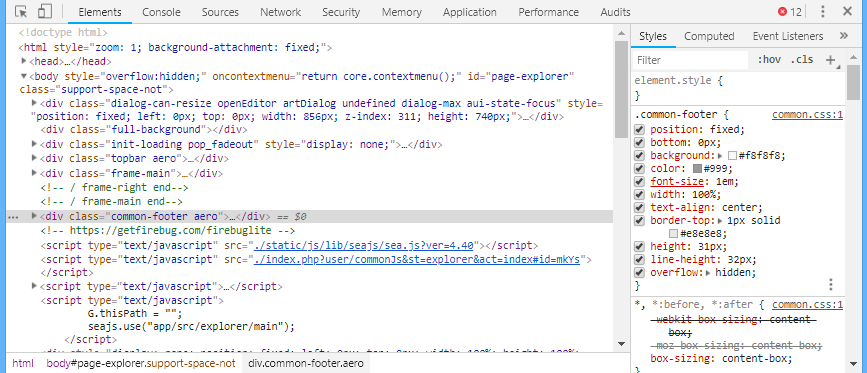 Elements Console Sources Network Security Memory Application Performance Audits 12
<!doctype html>
<html style="zoom: 1; background-attachment: fixed;">
<head>…</head>
<body style="overflow:hidden;" oncontextmenu="return core.contextmenu();" id="page-explorer"
class="support-space-not">
<div class="dialog-can-resize openEditor artDialog undefined dialog-max aui-state-focus" style=
"position: fixed; left: 0px; top: 0px; width: 856px; z-index: 311; height: 740px;">…</div>
<div class="full-background"></div>
<div class="init-loading pop_fadeout" style="display: none;">…</div>
<div class="topbar aero">…</div>
<div class="frame-main">…</div>
<!-- / frame-right end-->
<!-- / frame-main end-->
<div class="common-footer aero">…</div> == $0
<!-- https://getfirebug.com/firebuglite -->
<script type="text/javascript" src="./static/js/lib/seajs/sea.js?ver=4.40"></script>
<script type="text/javascript" src="./index.php?user/commonJs&st=explorer&act=index#id=mkYs">
</script>
<script type="text/javascript">…</script>
<script type="text/javascript">
G.thisPath = "";
seajs.use("app/src/explorer/main");
</script>
html body#page-explorer.support-space-not div.common-footer.aero
Styles Computed Event Listeners »
Filter :hov .cls +
element.style {
}
.common-footer { common.css:1
position: fixed;
bottom: 0px;
background: #f8f8f8;
color: #999;
font-size: 1em;
width: 100%;
text-align: center;
border-top: 1px solid
#e8e8e8;
height: 31px;
line-height: 32px;
overflow: hidden;
}
*, *:before, *:after { common.css:1
-webkit-box-sizing: content-
box;
-moz-box-sizing: content-box;
box-sizing: content-box;
}